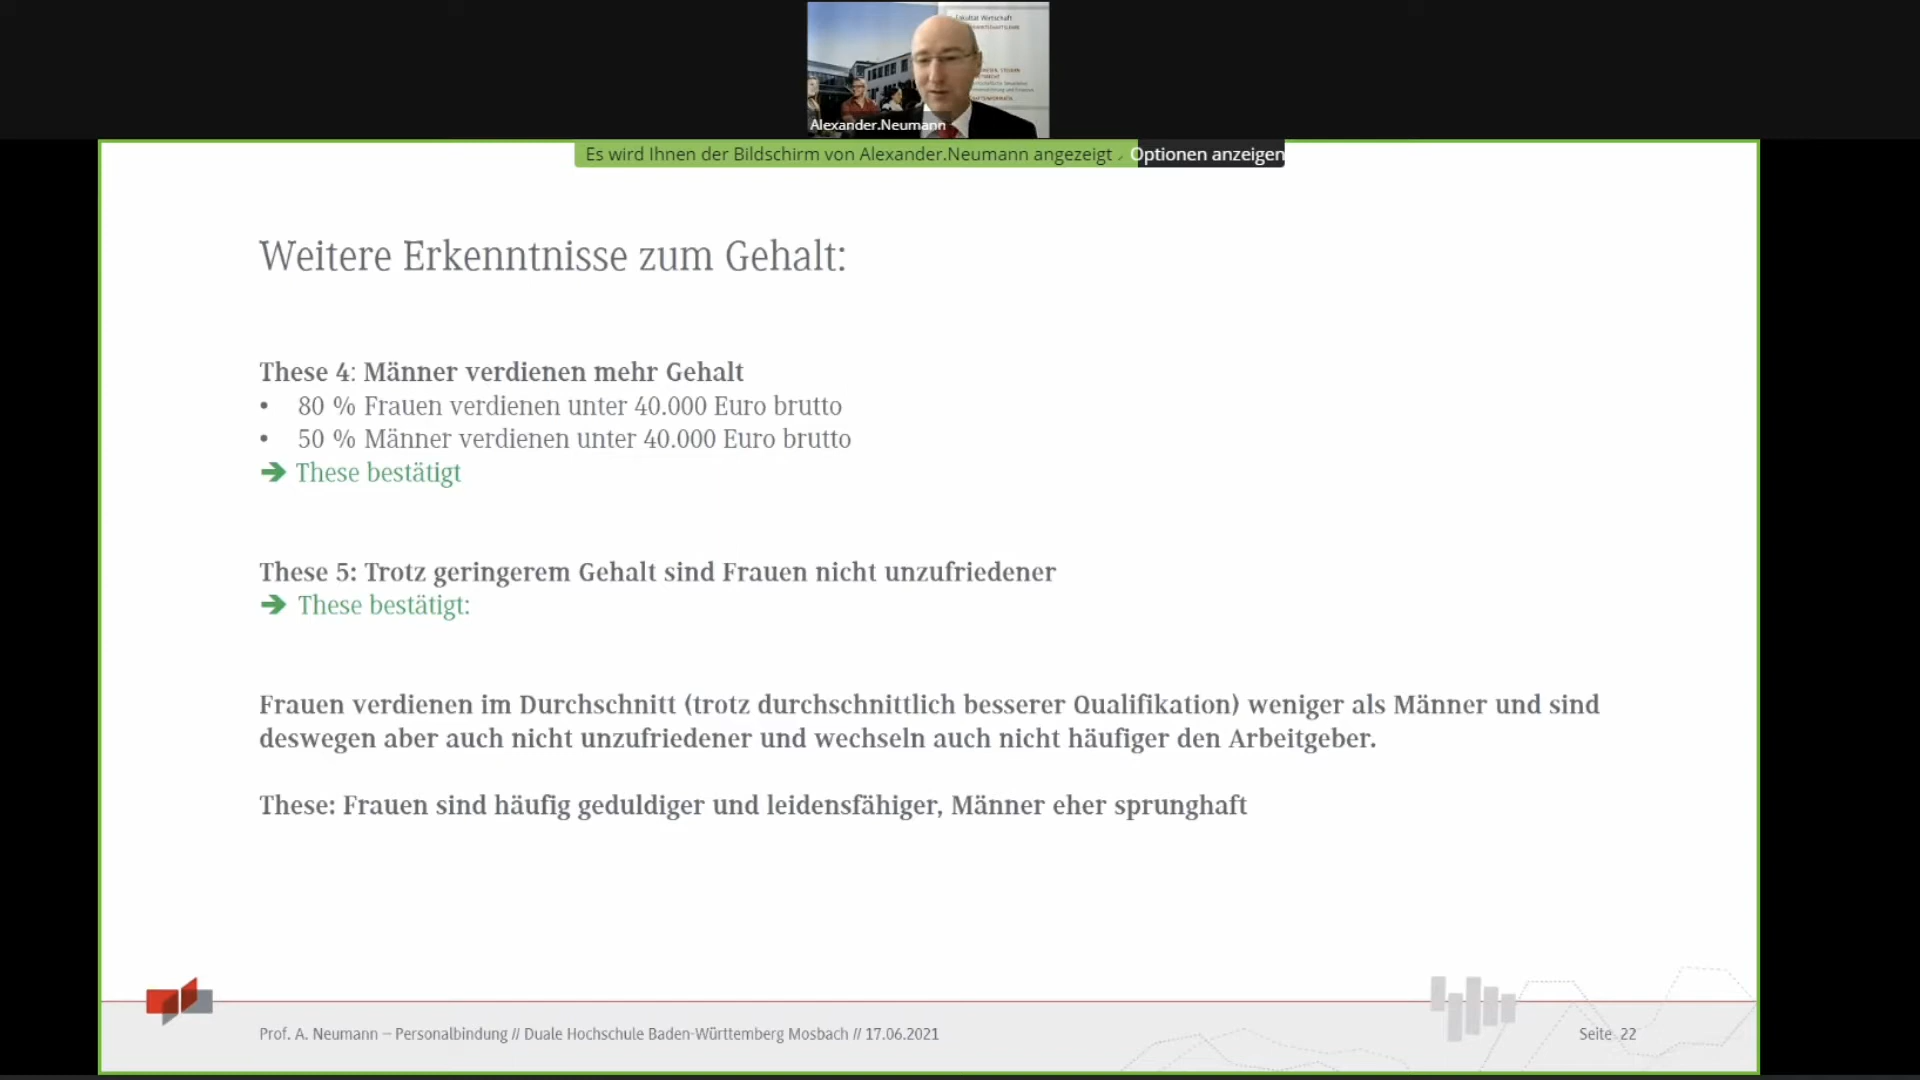 Fakultät Wirtschaft
Alexander.Neumann
Es wird Ihnen der Bildschirm von Alexander.Neumann angezeigt
Optionen anzeigen
Weitere Erkenntnisse zum Gehalt:
These 4: Männer verdienen mehr Gehalt
• 80 % Frauen verdienen unter 40.000 Euro brutto
• 50 % Männer verdienen unter 40.000 Euro brutto
➔ These bestätigt
These 5: Trotz geringerem Gehalt sind Frauen nicht unzufriedener
➔ These bestätigt:
Frauen verdienen im Durchschnitt (trotz durchschnittlich besserer Qualifikation) weniger als Männer und sind
deswegen aber auch nicht unzufriedener und wechseln auch nicht häufiger den Arbeitgeber.
These: Frauen sind häufig geduldiger und leidensfähiger, Männer eher sprunghaft
Prof. A. Neumann – Personalbindung // Duale Hochschule Baden-Württemberg Mosbach // 17.06.2021
Seite 22